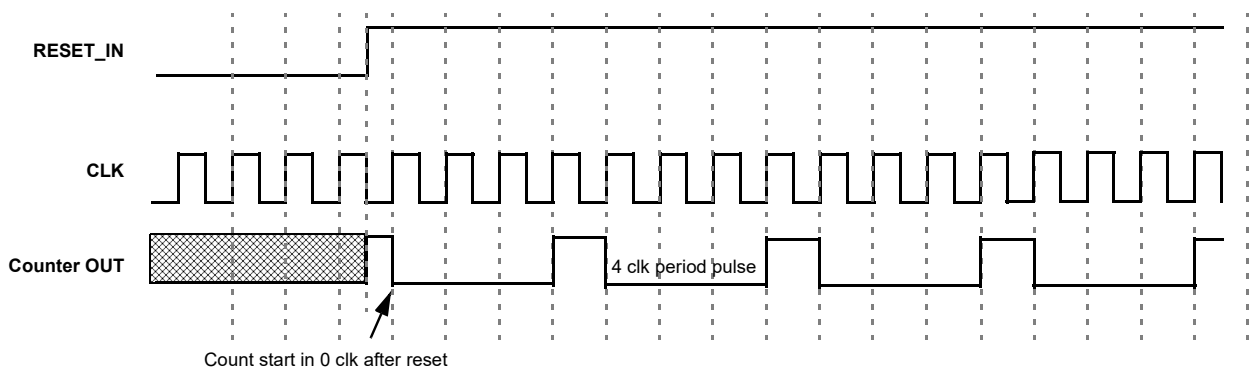 RESET_IN
CLK
Counter OUT
4 clk period pulse
Count start in 0 clk after reset